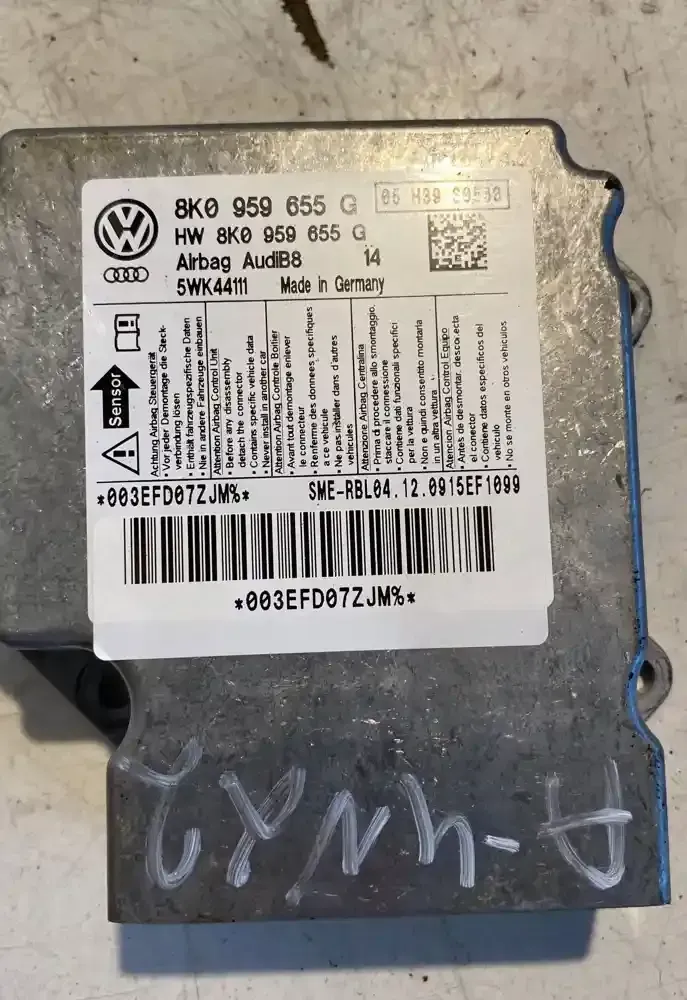 8K0 959 655 G
HW 8K0 959 655 G
Airbag AudiB8 14
5WK44111 Made in Germany
Sensor
Achtung Airbag Steuergerät
• Vor jeder Demontage die Steck-
verbindung lösen
• Enthält fahrzeugspezifische Daten
Nie in andere Fahrzeuge einbauen
Attention Airbag Control Unit
• Before any disassembly
detach the connector
• Contains specific vehicle data
• Never install in another car
Attention Airbag Controle Boitier
• Avant tout demontage enlever
le connecteur
• Renferme des donnees specifiques
a ce vehicule
• Ne pas installer dans d'autres
vehicules
Attenzione Airbag Centralina
• Prima di procedere allo smontaggio,
staccare il connessione
• Contiene dati funzionali specifici
per la vettura
• Non e quindi consentito montarla
in un altra vettura
Atencion Airbag Control Equipo
• Antes de desmontar, desconecta
el conector
• Contiene datos especificos del
vehiculo
• No se monte en otros vehiculos
*003EFD07ZJM%* SME-RBL04.12.0915EF1099
*003EFD07ZJM%*